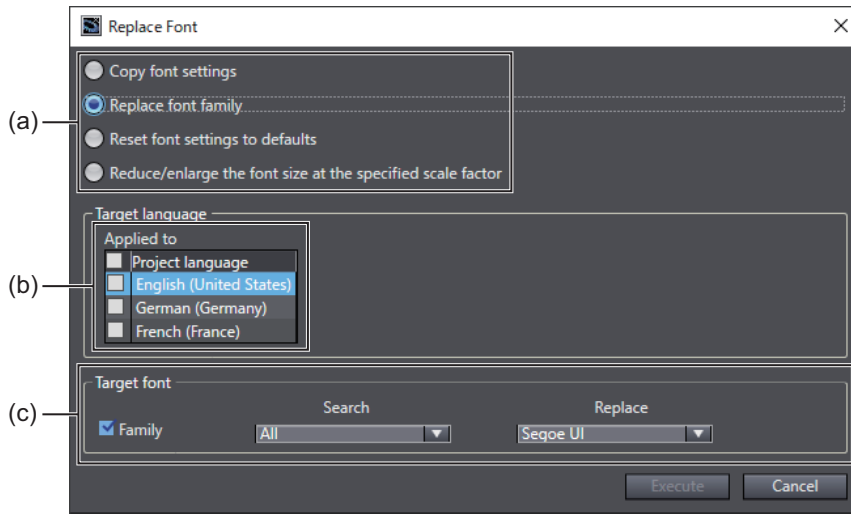 Replace Font
(a)
Copy font settings
Replace font family
Reset font settings to defaults
Reduce/enlarge the font size at the specified scale factor
Target language
(b)
Applied to
Project language
English (United States)
German (Germany)
French (France)
(c)
Target font
Search Replace
Family All Segoe UI
Execute Cancel